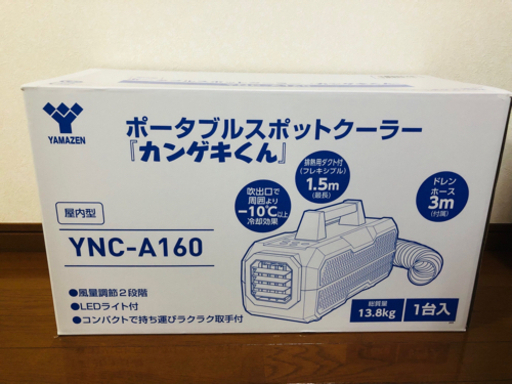 YAMAZEN
ポータブルスポットクーラー
『カンゲキくん』
屋内型
YNC-A160
●風量調節2段階
●LEDライト付
●コンパクトで持ち運びラクラク取手付
吹出口で
周囲より
-10℃以上
冷却効果
排熱用ダクト付
(フレキシブル)
1.5m
(最長)
ドレン
ホース
3m
(付属)
総質量
13.8kg
1台入